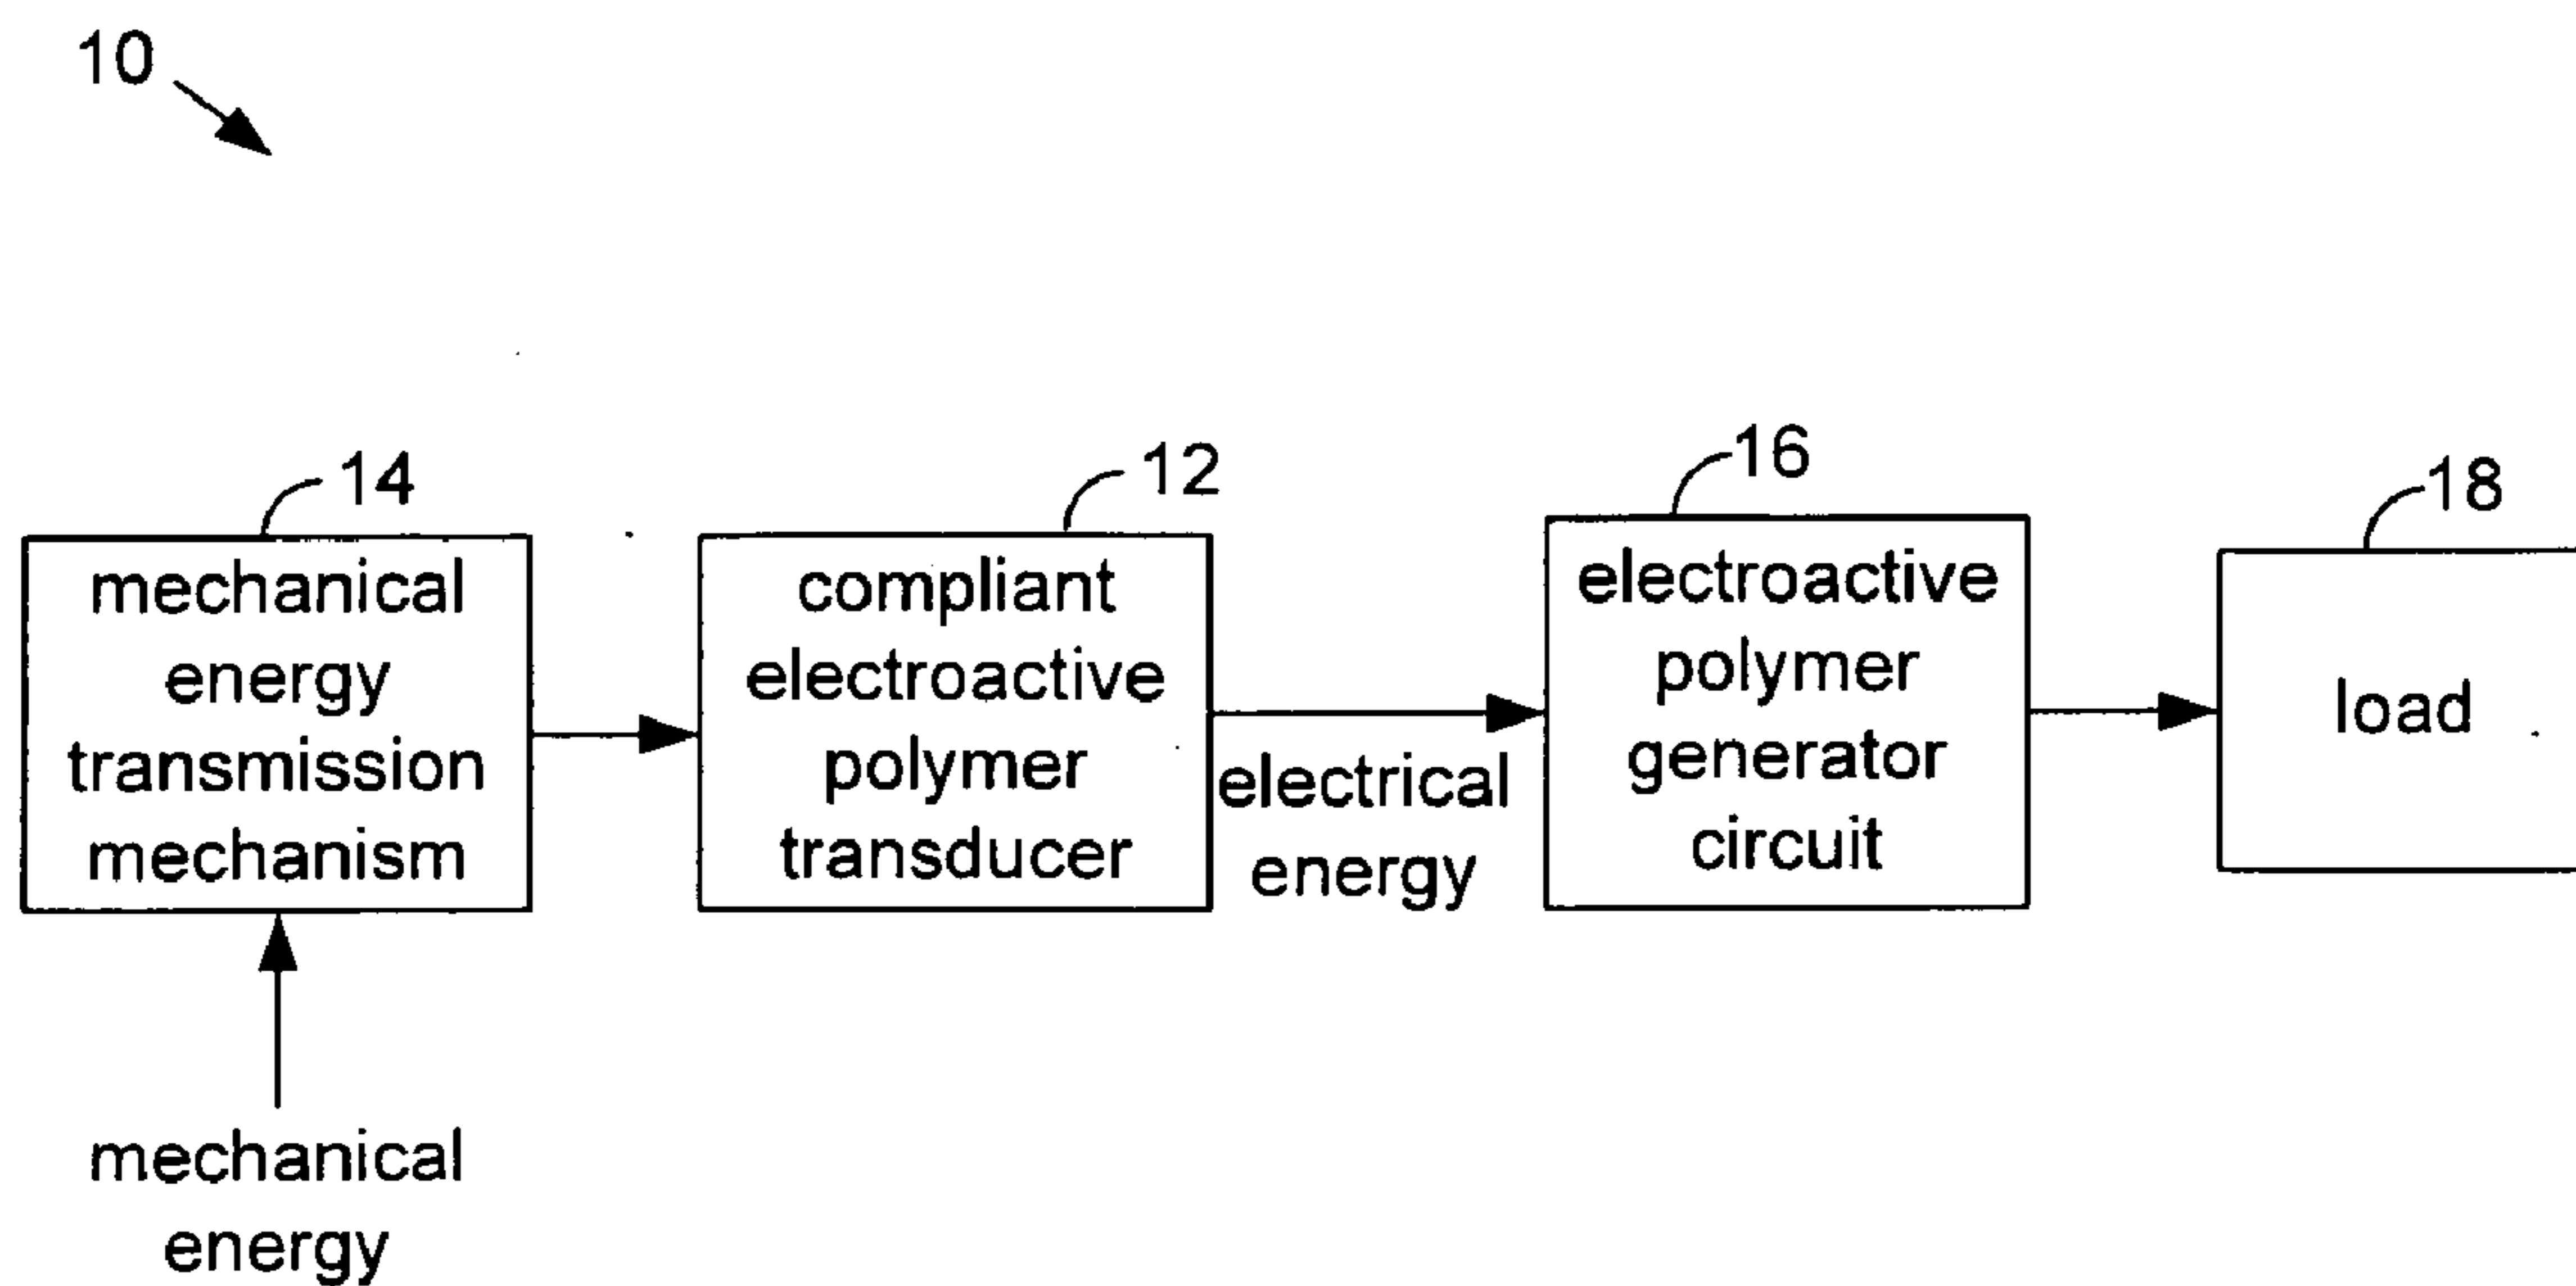 10
14
mechanical
energy
transmission
mechanism
mechanical
energy
12
compliant
electroactive
polymer
transducer
electrical
energy
16
electroactive
polymer
generator
circuit
18
load